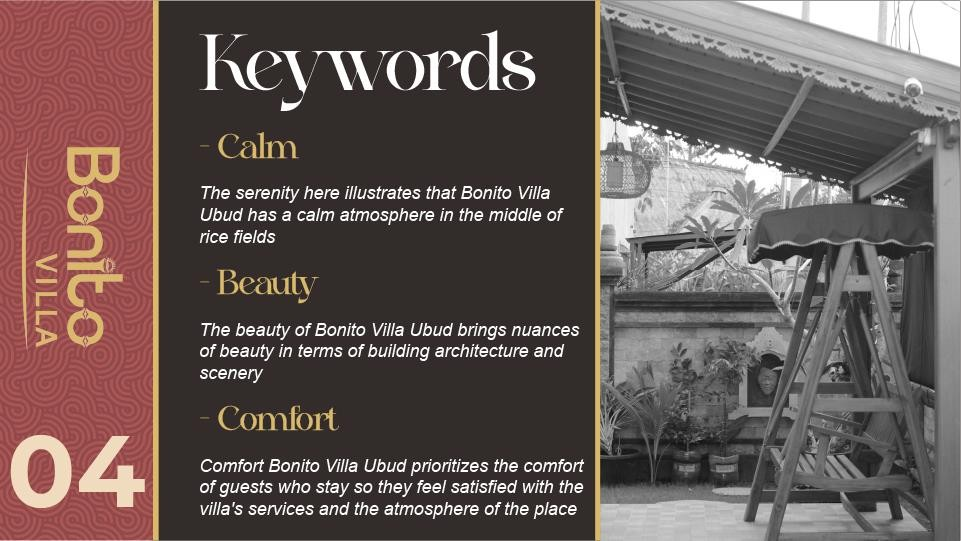 Bonito
VILLA
04
Keywords
- Calm
The serenity here illustrates that Bonito Villa
Ubud has a calm atmosphere in the middle of
rice fields
- Beauty
The beauty of Bonito Villa Ubud brings nuances
of beauty in terms of building architecture and
scenery
- Comfort
Comfort Bonito Villa Ubud prioritizes the comfort
of guests who stay so they feel satisfied with the
villa's services and the atmosphere of the place